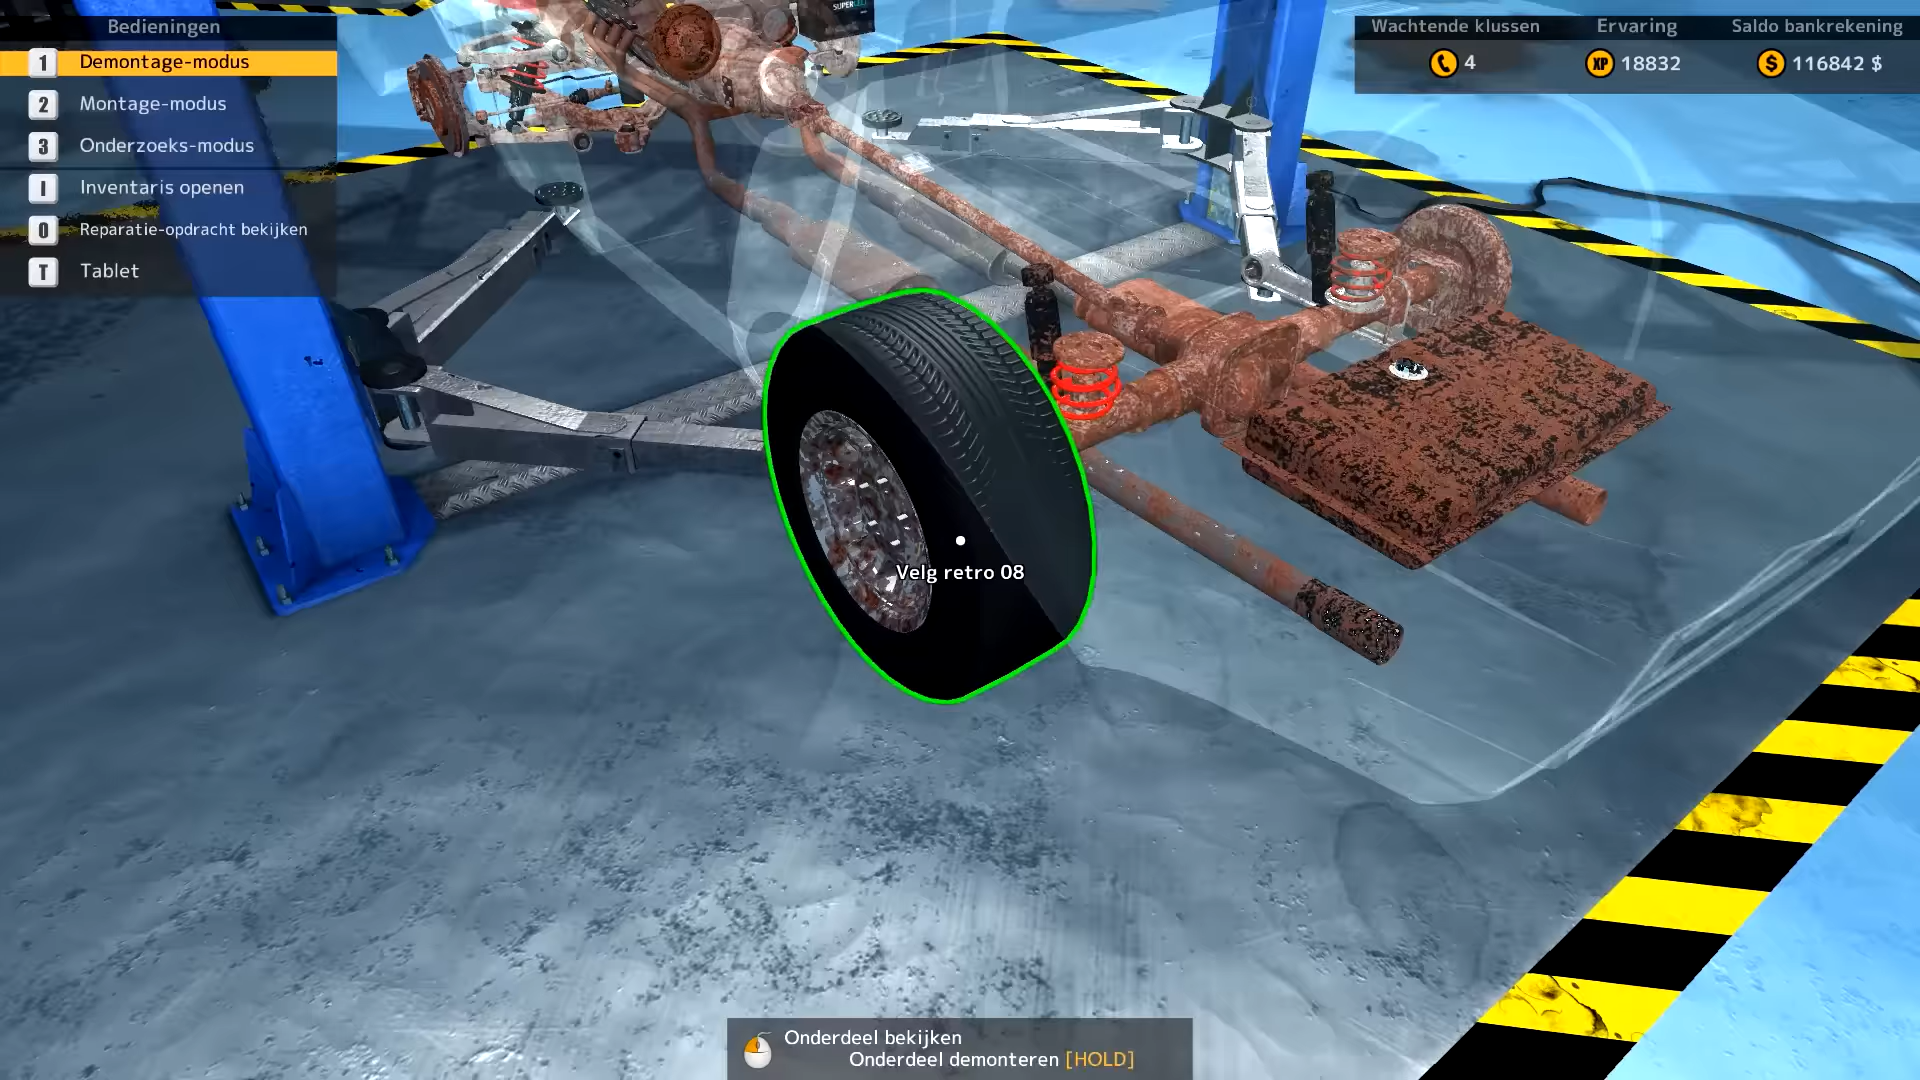 Bedieningen
1 Demontage-modus
2 Montage-modus
3 Onderzoeks-modus
I Inventaris openen
O Reparatie-opdracht bekijken
T Tablet
Wachtende klussen Ervaring Saldo bankrekening
4 XP 18832 $ 116842 $
Velg retro 08
Onderdeel bekijken
Onderdeel demonteren [HOLD]